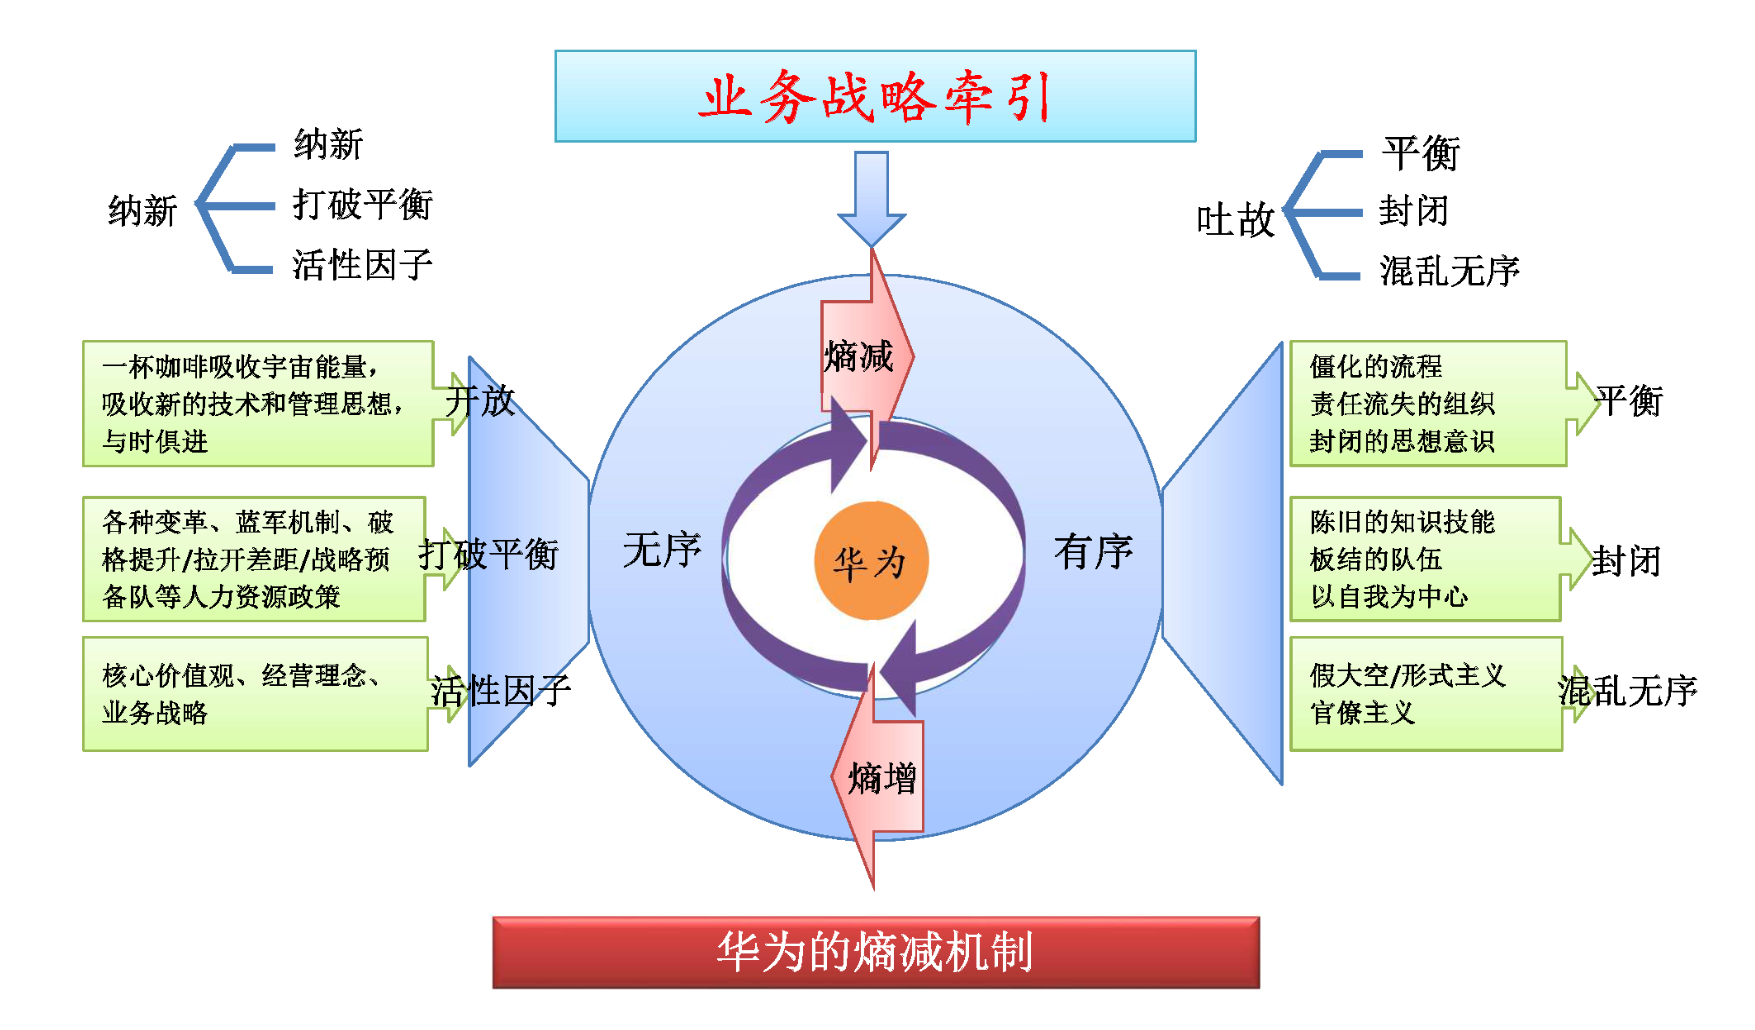 业务战略牵引
纳新
纳新
打破平衡
活性因子
吐故
平衡
封闭
混乱无序
一杯咖啡吸收宇宙能量，
吸收新的技术和管理思想，
与时俱进
开放
各种变革、蓝军机制、破
格提升/拉开差距/战略预
备队等人力资源政策
打破平衡
核心价值观、经营理念、
业务战略
活性因子
熵减
无序
华为
有序
熵增
僵化的流程
责任流失的组织
封闭的思想意识
平衡
陈旧的知识技能
板结的队伍
以自我为中心
封闭
假大空/形式主义
官僚主义
混乱无序
华为的熵减机制